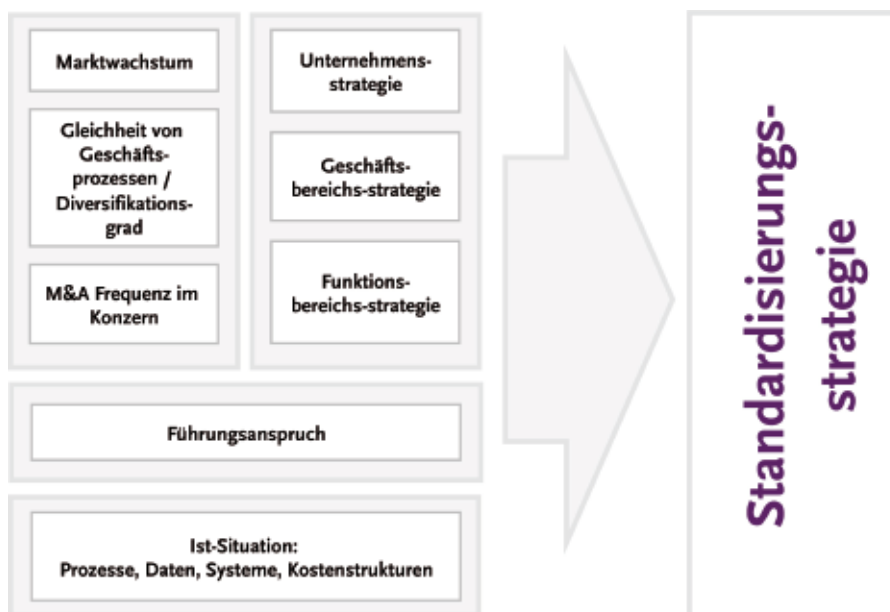 Marktwachstum
Gleichheit von
Geschäfts-
prozessen /
Diversifikations-
grad
M&A Frequenz im
Konzern
Unternehmens-
strategie
Geschäfts-
bereichs-strategie
Funktions-
bereichs-strategie
Führungsanspruch
Ist-Situation:
Prozesse, Daten, Systeme, Kostenstrukturen
Standardisierungs-
strategie